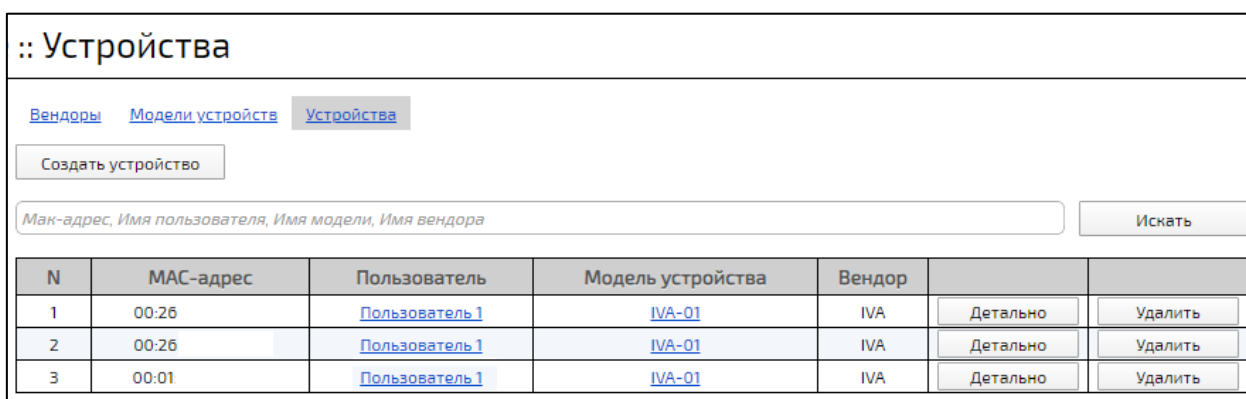 :: Устройства
Вендоры Модели устройств Устройства
Создать устройство
Мак-адрес, Имя пользователя, Имя модели, Имя вендора Искать
N МАС-адрес Пользователь Модель устройства Вендор
1 00:26 Пользователь 1 IVA-01 IVA Детально Удалить
2 00:26 Пользователь 1 IVA-01 IVA Детально Удалить
3 00:01 Пользователь 1 IVA-01 IVA Детально Удалить